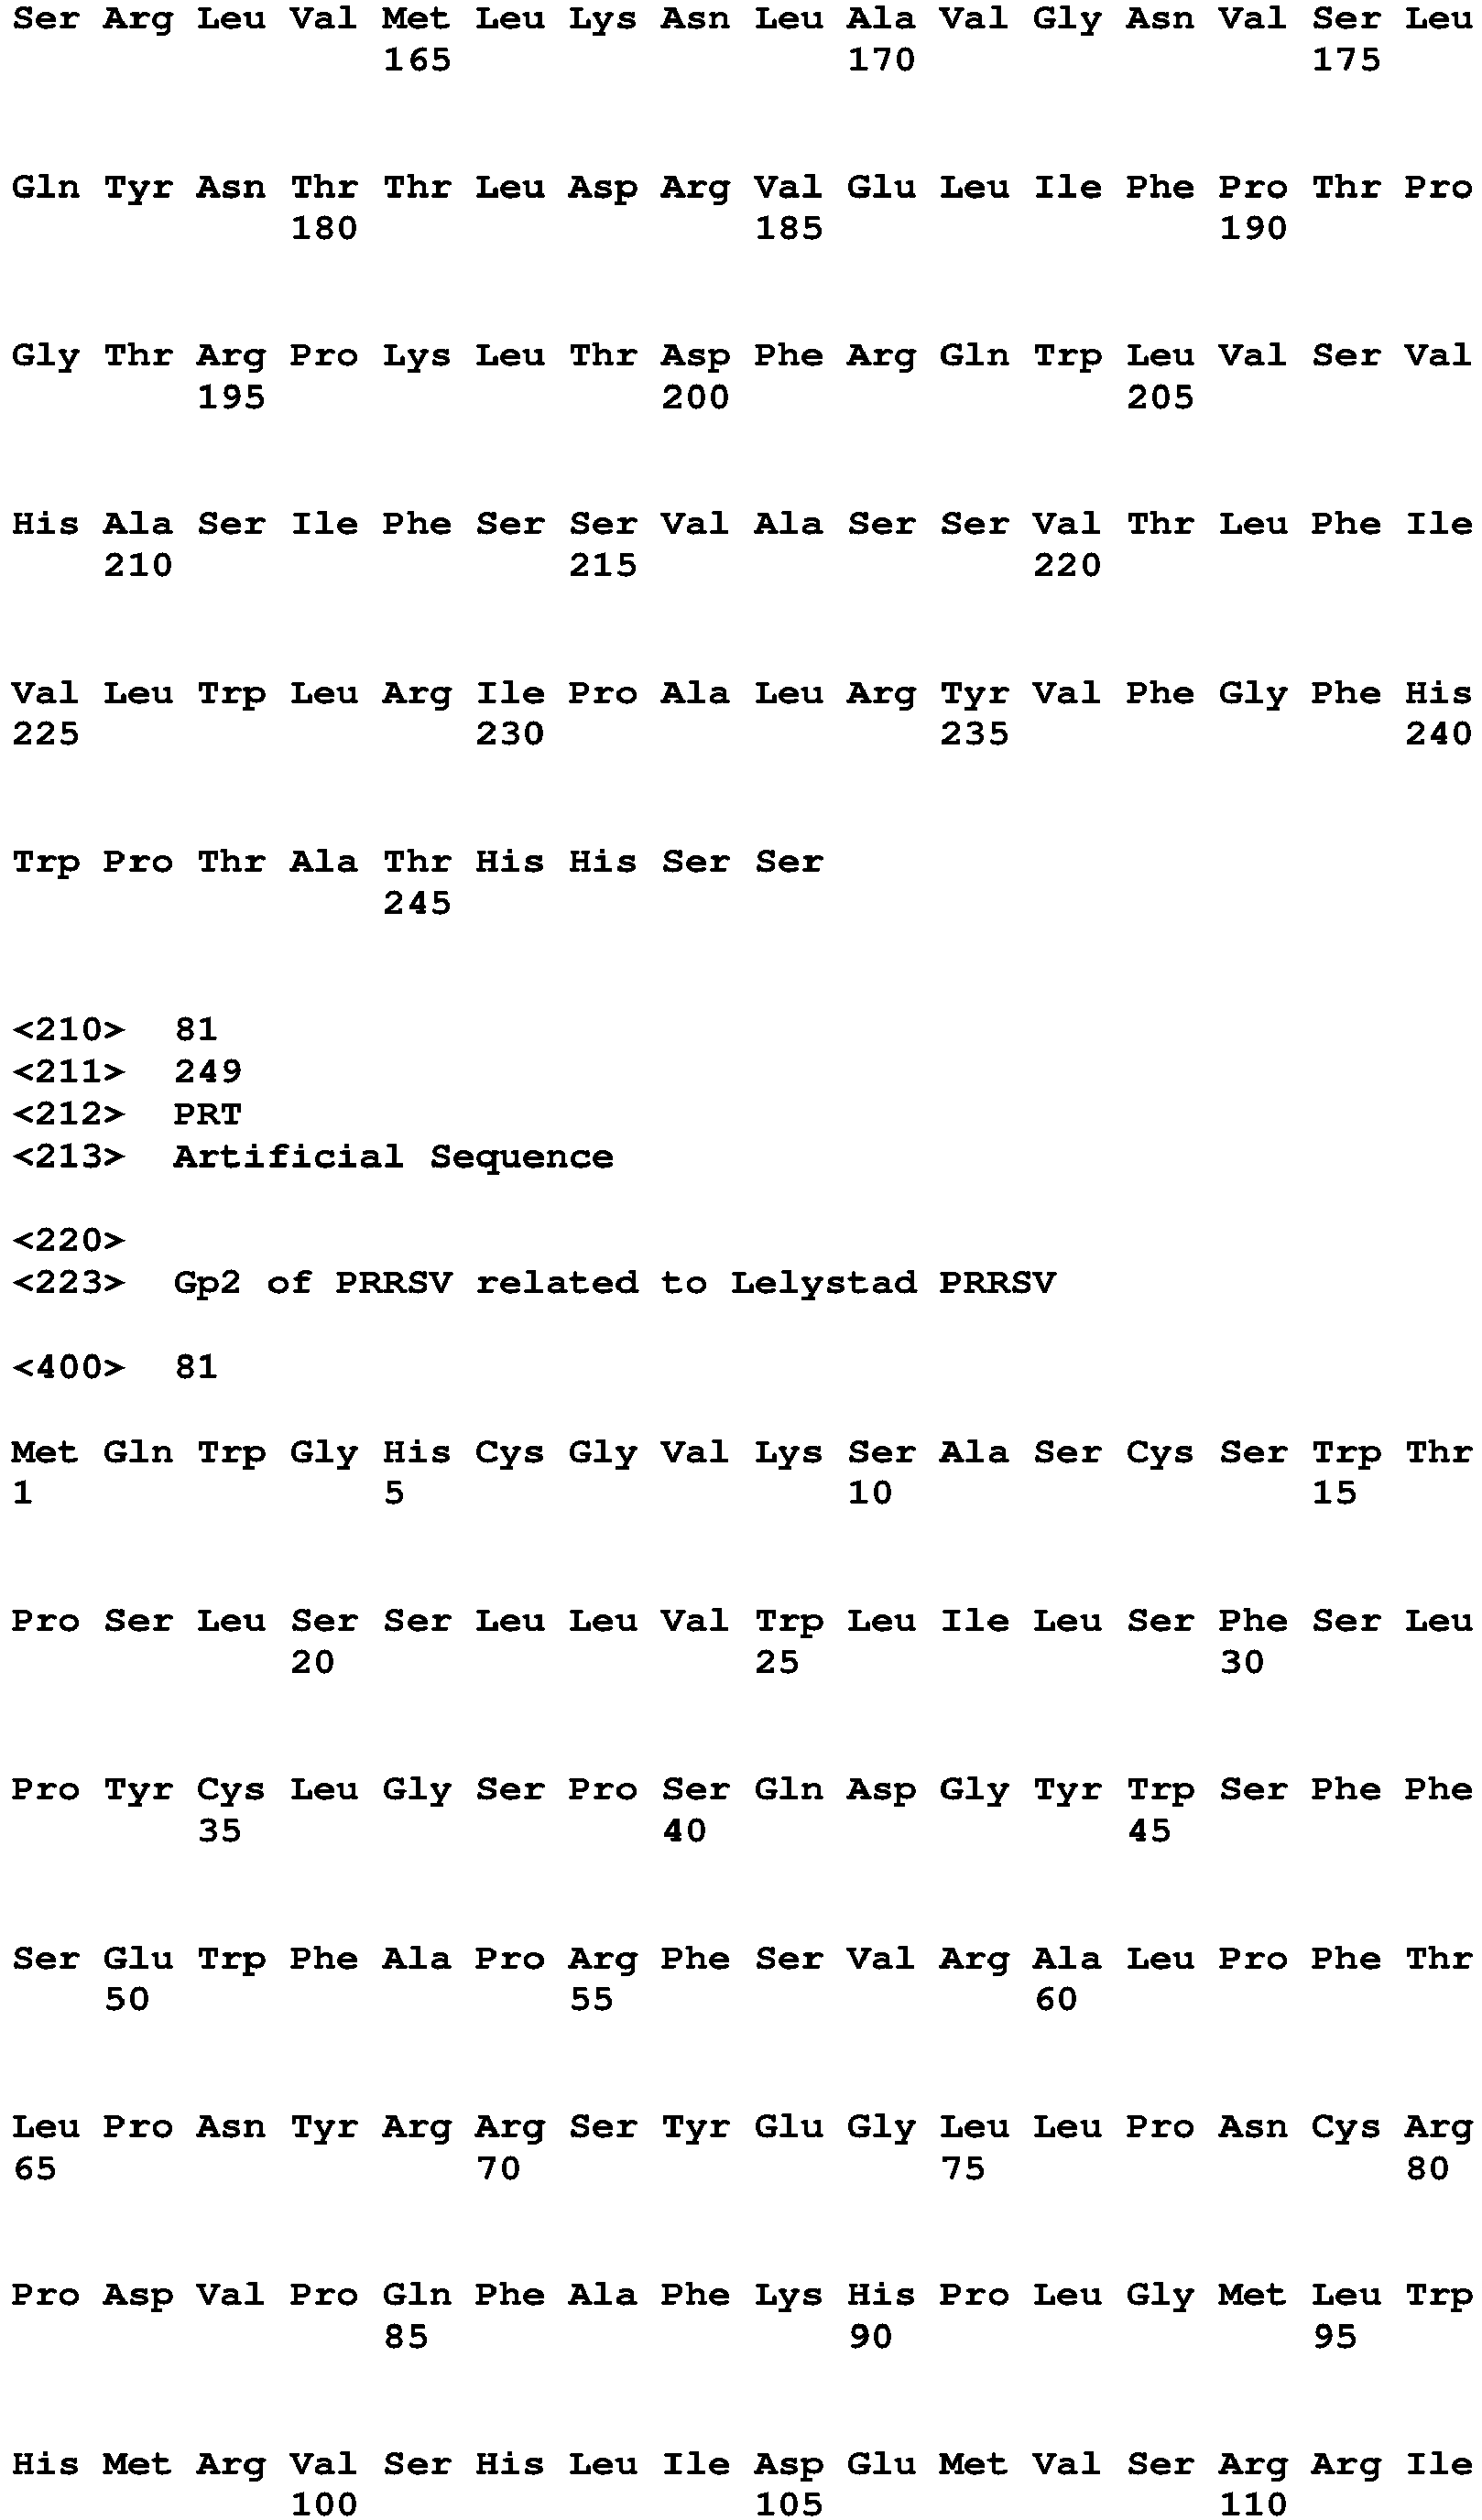 Ser Arg Leu Val Met Leu Lys Asn Leu Ala Val Gly Asn Val Ser Leu
165 170 175
Gln Tyr Asn Thr Thr Leu Asp Arg Val Glu Leu Ile Phe Pro Thr Pro
180 185 190
Gly Thr Arg Pro Lys Leu Thr Asp Phe Arg Gln Trp Leu Val Ser Val
195 200 205
His Ala Ser Ile Phe Ser Ser Val Ala Ser Ser Val Thr Leu Phe Ile
210 215 220
Val Leu Trp Leu Arg Ile Pro Ala Leu Arg Tyr Val Phe Gly Phe His
225 230 235 240
Trp Pro Thr Ala Thr His His Ser Ser
245
<210> 81
<211> 249
<212> PRT
<213> Artificial Sequence
<220>
<223> Gp2 of PRRSV related to Lelystad PRRSV
<400> 81
Met Gln Trp Gly His Cys Gly Val Lys Ser Ala Ser Cys Ser Trp Thr
1 5 10 15
Pro Ser Leu Ser Ser Leu Leu Val Trp Leu Ile Leu Ser Phe Ser Leu
20 25 30
Pro Tyr Cys Leu Gly Ser Pro Ser Gln Asp Gly Tyr Trp Ser Phe Phe
35 40 45
Ser Glu Trp Phe Ala Pro Arg Phe Ser Val Arg Ala Leu Pro Phe Thr
50 55 60
Leu Pro Asn Tyr Arg Arg Ser Tyr Glu Gly Leu Leu Pro Asn Cys Arg
65 70 75 80
Pro Asp Val Pro Gln Phe Ala Phe Lys His Pro Leu Gly Met Leu Trp
85 90 95
His Met Arg Val Ser His Leu Ile Asp Glu Met Val Ser Arg Arg Ile
100 105 110